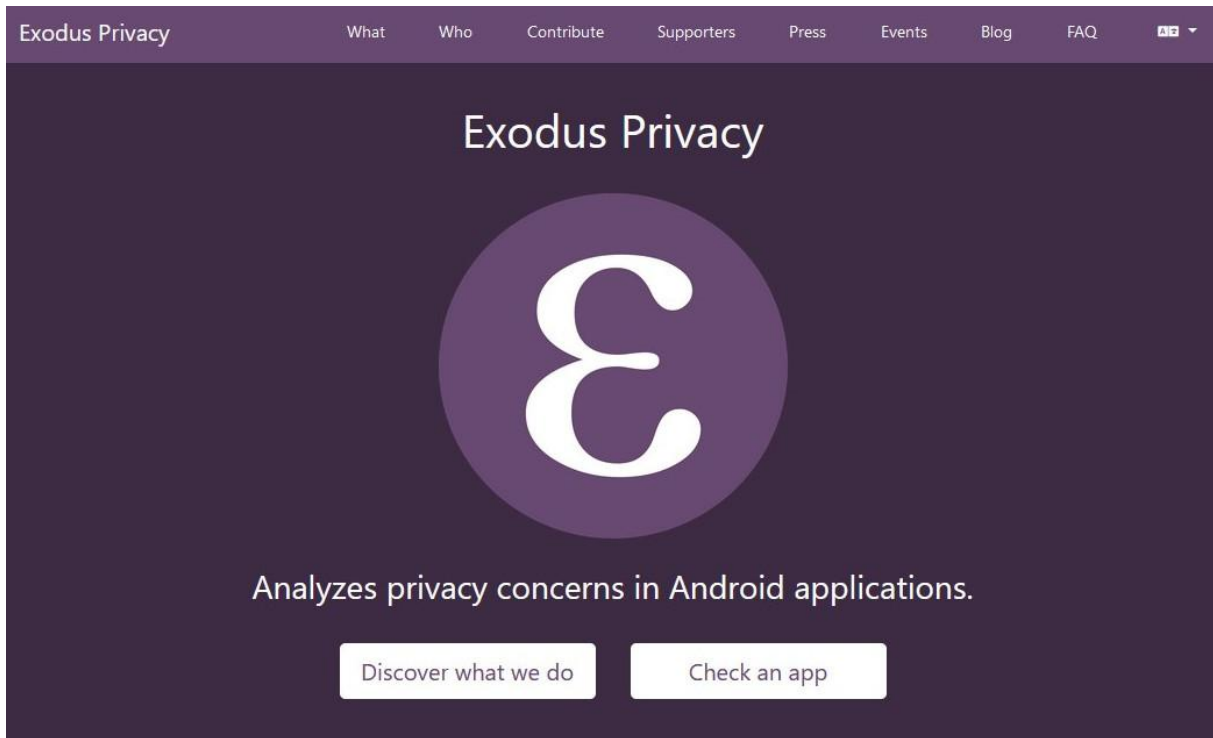 Exodus Privacy What Who Contribute Supporters Press Events Blog FAQ
Exodus Privacy
ε
Analyzes privacy concerns in Android applications.
Discover what we do Check an app